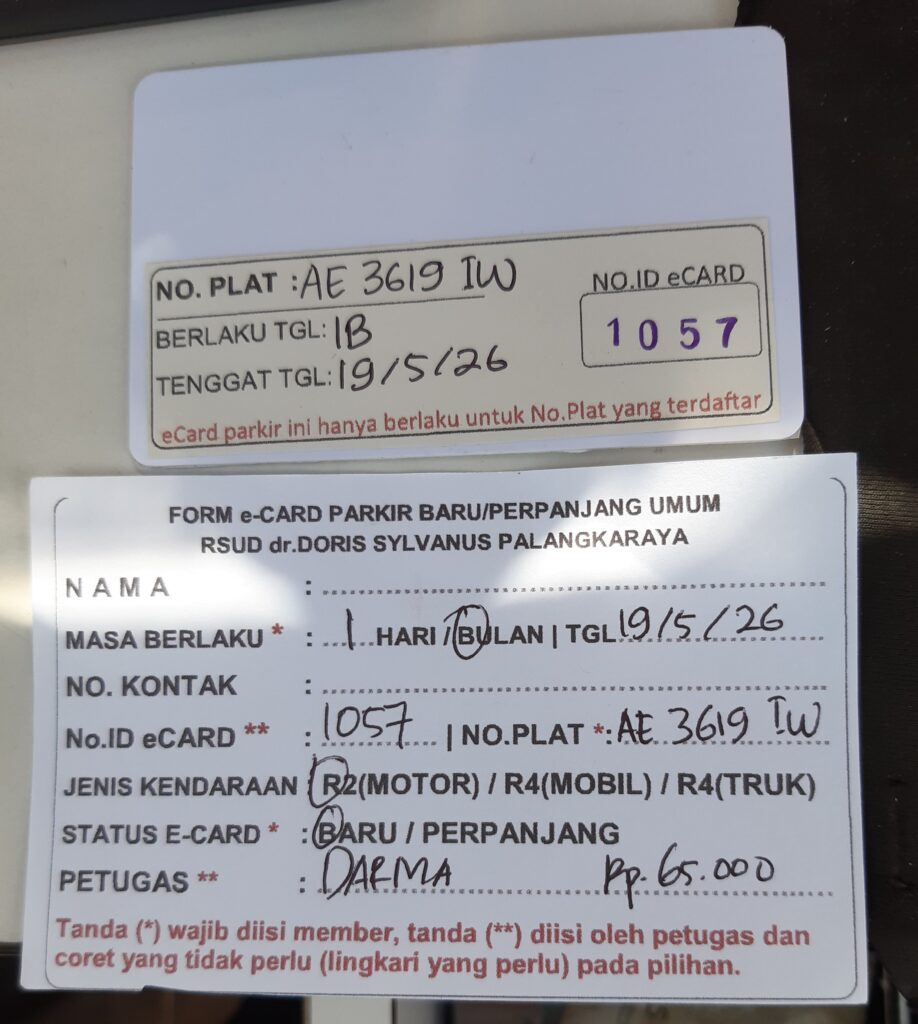 NO. PLAT : AE 3619 IW
NO.ID eCARD
BERLAKU TGL: 1B
1057
TENGGAT TGL: 19/5/26
eCard parkir ini hanya berlaku untuk No.Plat yang terdaftar
FORM e-CARD PARKIR BARU/PERPANJANG UMUM
RSUD dr.DORIS SYLVANUS PALANGKARAYA
NAMA :
MASA BERLAKU * : 1 HARI / BULAN | TGL 19/5/26
NO. KONTAK :
No.ID eCARD ** : 1057 | NO.PLAT *: AE 3619 IW
JENIS KENDARAAN : R2(MOTOR) / R4(MOBIL) / R4(TRUK)
STATUS E-CARD * : BARU / PERPANJANG
PETUGAS ** : DARMA Rp. 65.000
Tanda (*) wajib diisi member, tanda (**) diisi oleh petugas dan
coret yang tidak perlu (lingkari yang perlu) pada pilihan.